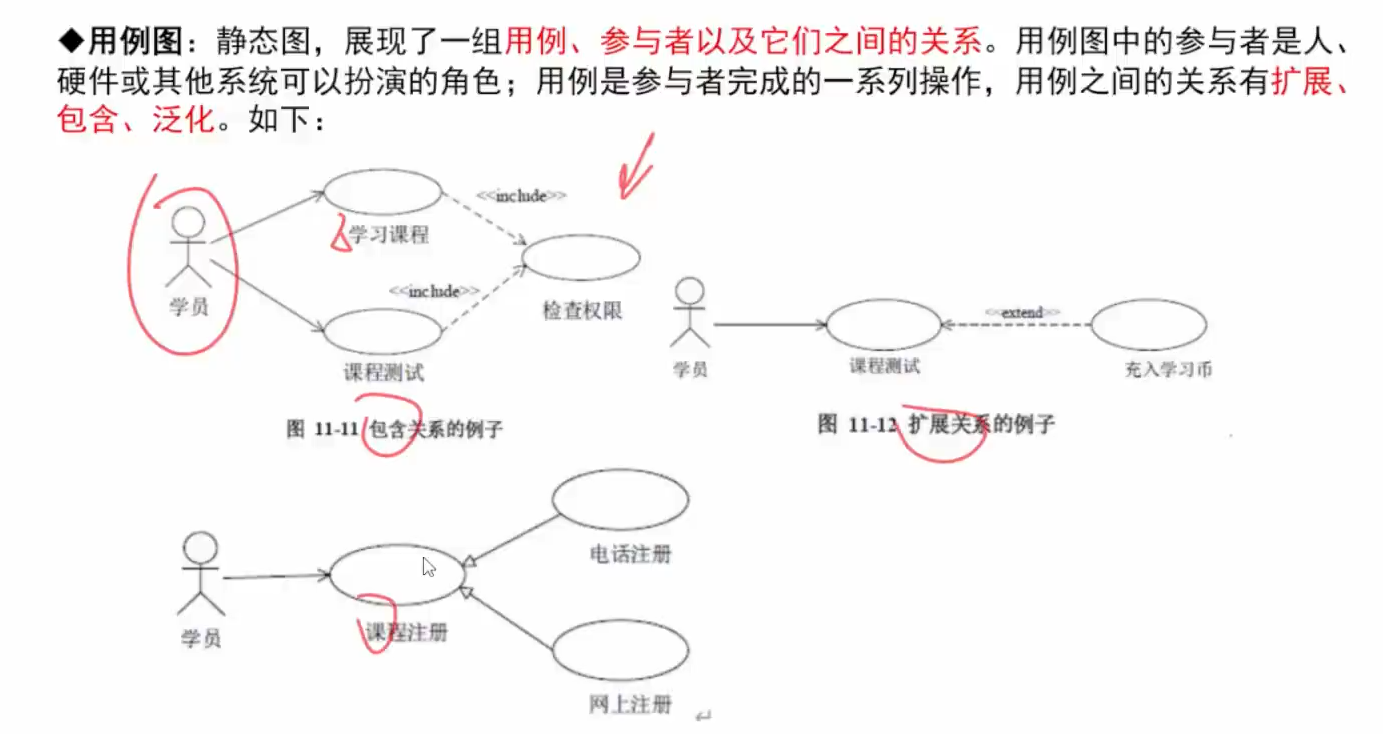 ◆用例图：静态图，展现了一组用例、参与者以及它们之间的关系。用例图中的参与者是人、
硬件或其他系统可以扮演的角色；用例是参与者完成的一系列操作，用例之间的关系有扩展、
包含、泛化。如下：
<<include>>
学习课程
学员
<<include>>
检查权限
课程测试
图 11-11 包含关系的例子
<<extend>>
学员
课程测试
充入学习币
图 11-12 扩展关系的例子
电话注册
学员
课程注册
网上注册